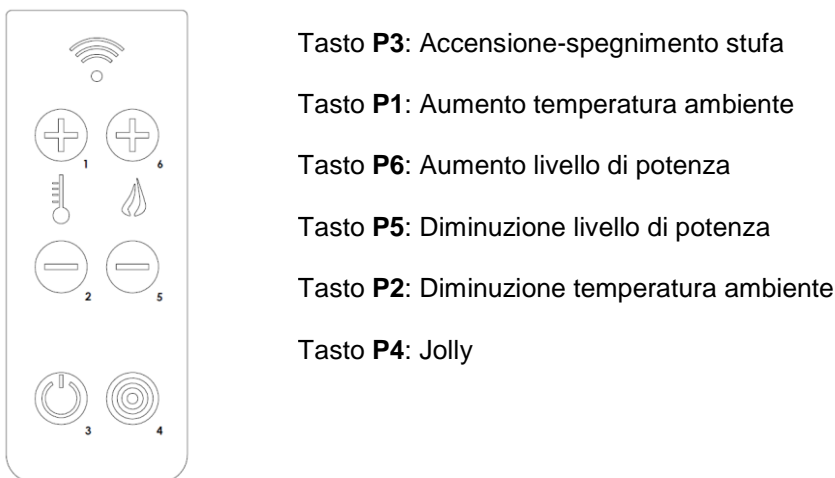 Tasto P3: Accensione-spegnimento stufa
Tasto P1: Aumento temperatura ambiente
Tasto P6: Aumento livello di potenza
Tasto P5: Diminuzione livello di potenza
Tasto P2: Diminuzione temperatura ambiente
Tasto P4: Jolly
1 6
2 5
3 4